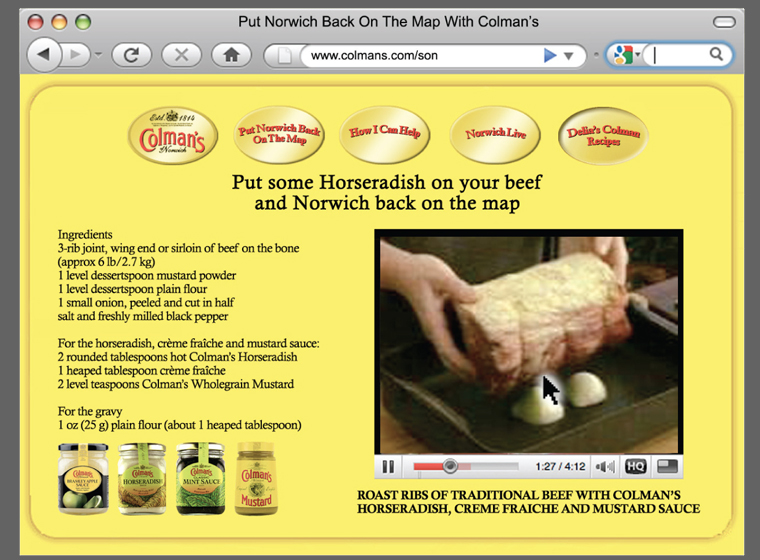 Put Norwich Back On The Map With Colman's
www.colmans.com/son
Estd. 1814
Colman's
Norwich
Put Norwich Back
On The Map
How I Can Help
Norwich Live
Delia's Colman
Recipes
Put some Horseradish on your beef
and Norwich back on the map
Ingredients
3-rib joint, wing end or sirloin of beef on the bone
(approx 6 lb/2.7 kg)
1 level dessertspoon mustard powder
1 level dessertspoon plain flour
1 small onion, peeled and cut in half
salt and freshly milled black pepper
For the horseradish, crème fraîche and mustard sauce:
2 rounded tablespoons hot Colman's Horseradish
1 heaped tablespoon crème fraîche
2 level teaspoons Colman's Wholegrain Mustard
For the gravy
1 oz (25 g) plain flour (about 1 heaped tablespoon)
Colman's
BRAMLEY APPLE
SAUCE
Colman's
HORSERADISH
Colman's
MINT SAUCE
Colman's
Mustard
1:27 / 4:12
HQ
ROAST RIBS OF TRADITIONAL BEEF WITH COLMAN'S
HORSERADISH, CREME FRAICHE AND MUSTARD SAUCE